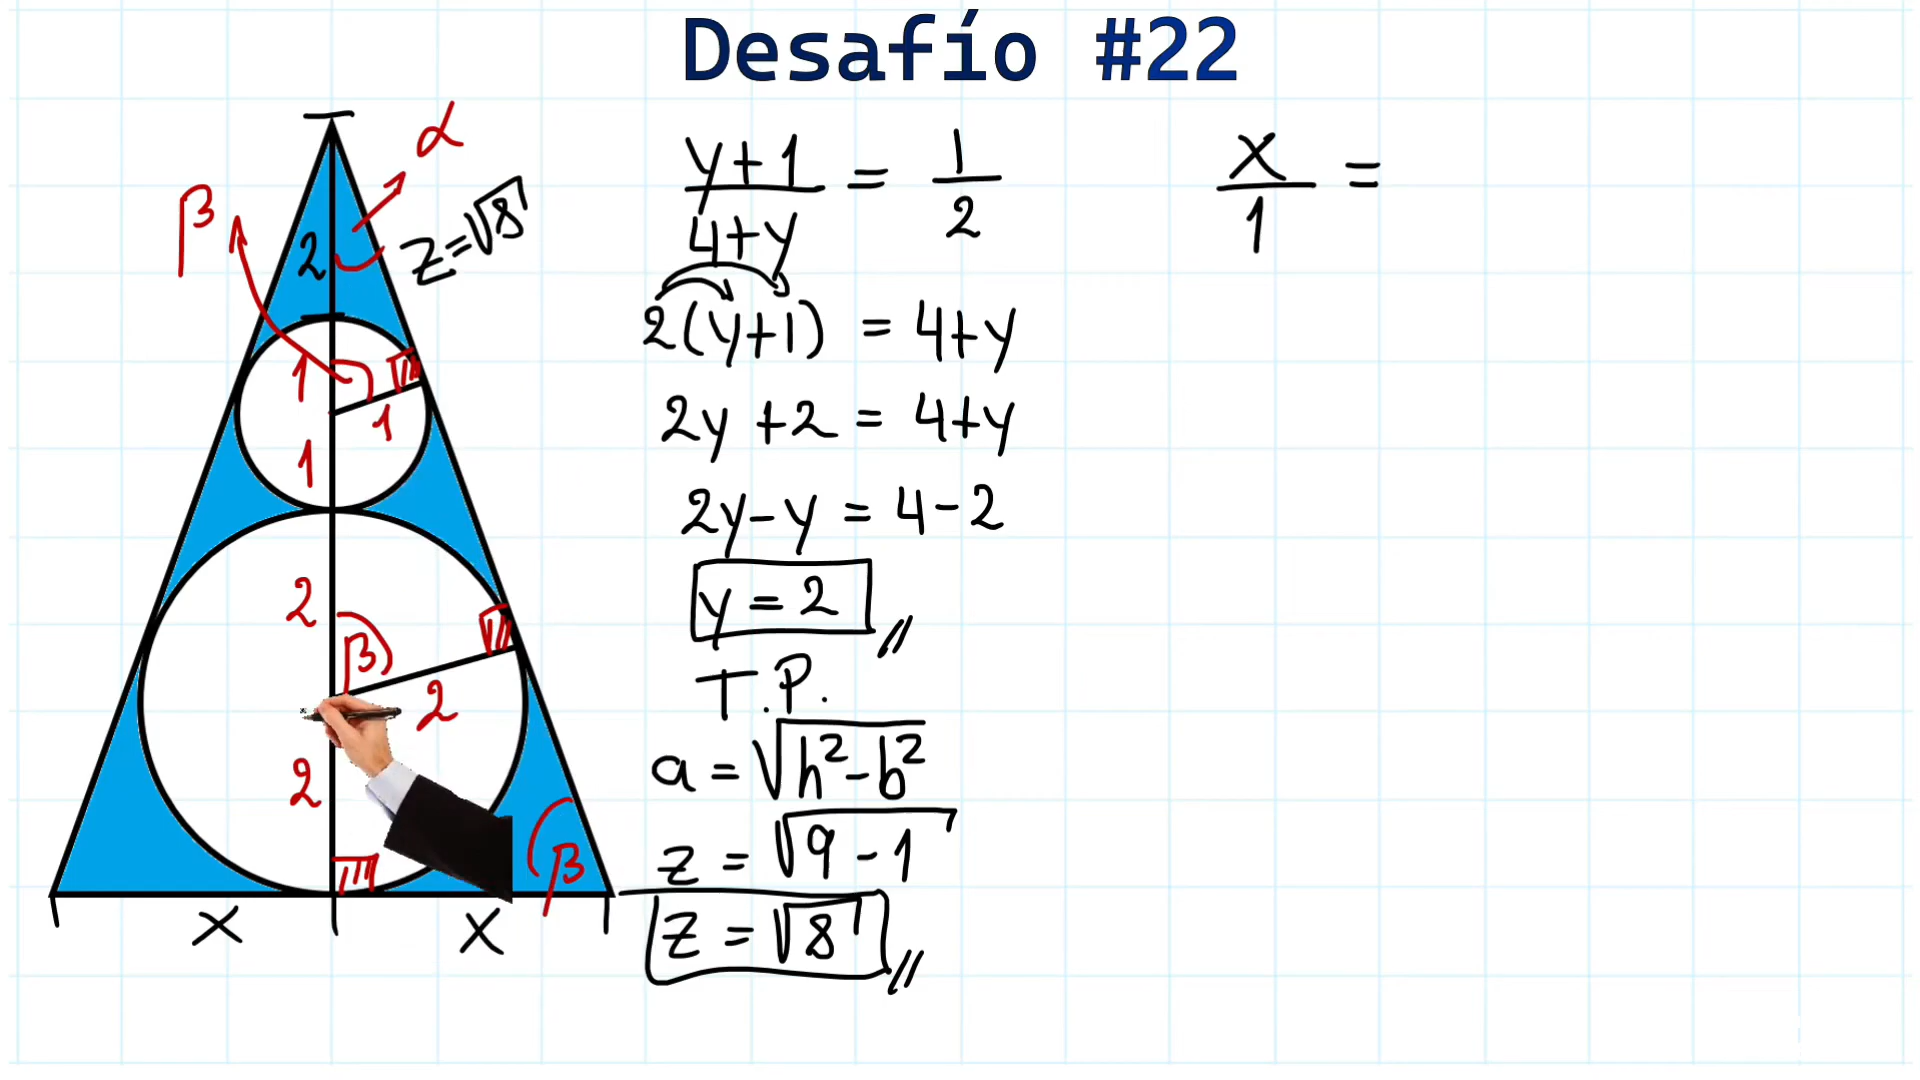 Desafío #22
α
β
2
z=√8
1
1
1
2
β
2
2
β
x
x
y+1/4+y = 1/2
2(y+1) = 4+y
2y+2 = 4+y
2y-y = 4-2
y = 2
T.P.
a = √h²-b²
z = √9-1
z = √8
x/1 =